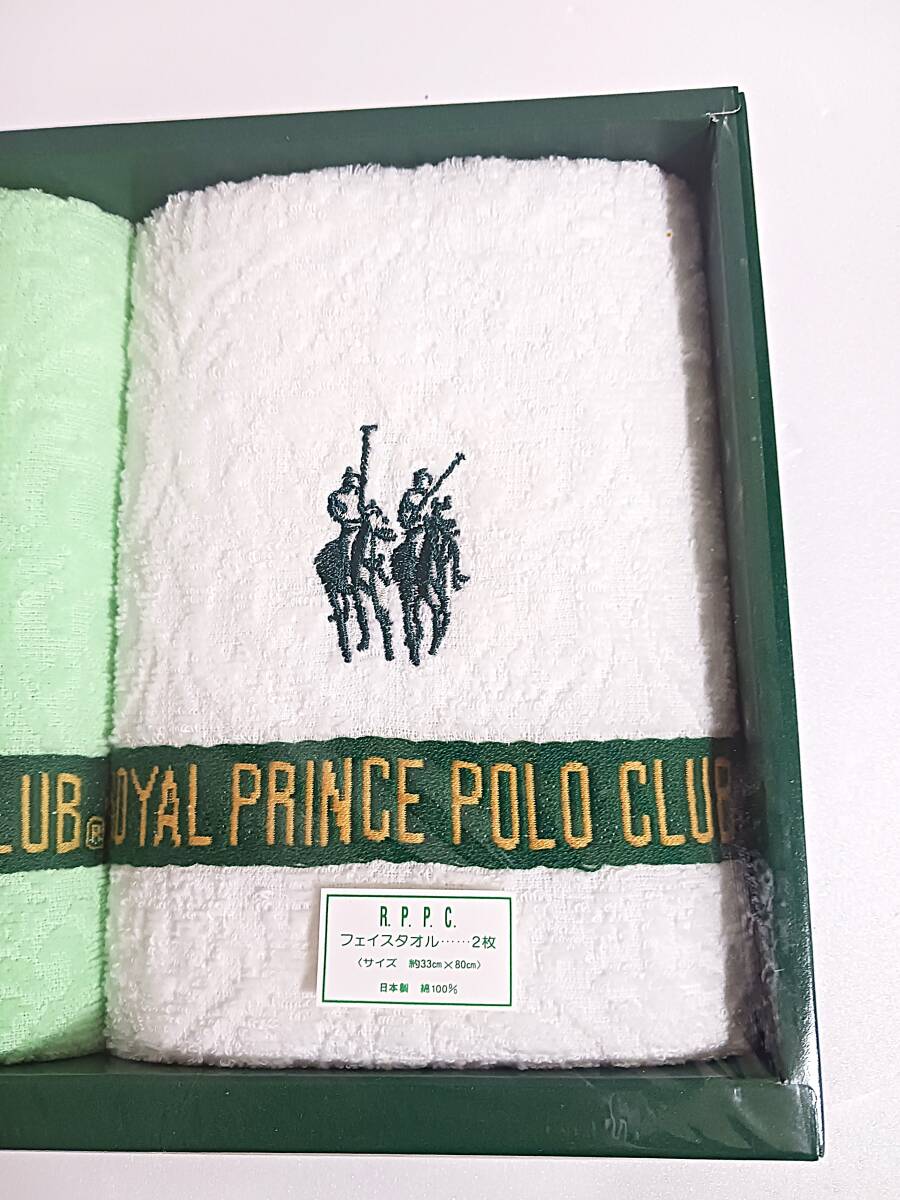 LUB®
ROYAL PRINCE POLO CLUB
R. P. P. C.
フェイスタオル……2枚
〈サイズ 約33cm×80cm〉
日本製 綿100%